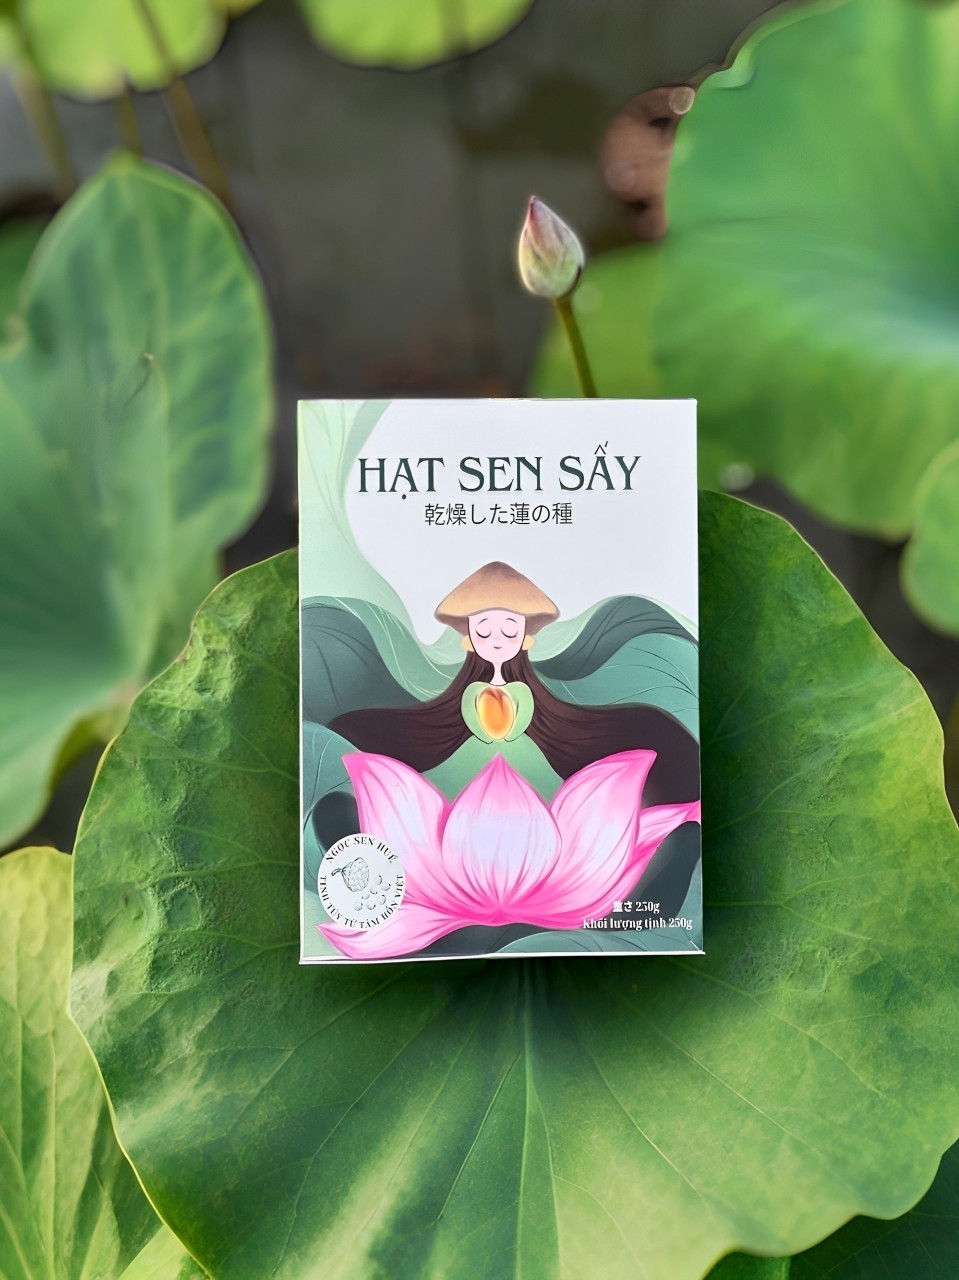 HẠT SEN SẤY
乾燥した蓮の種
NGỌC SEN HUẾ
TINH TÚY TỪ TÂM HỒN VIỆT
重さ 250g
Khối lượng tịnh 250g